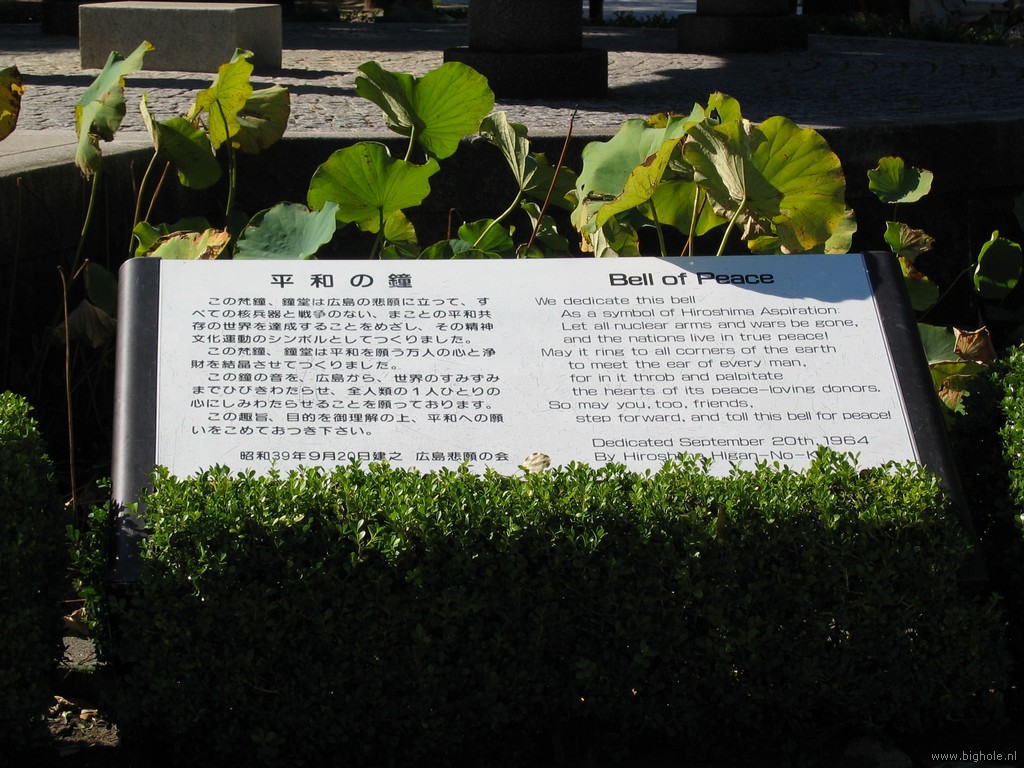 平和の鐘
この梵鐘、鐘堂は広島の悲願に立って、す
べての核兵器と戦争のない、まことの平和共
存の世界を達成することをめざし、その精神
文化運動のシンボルとしてつくりました。
この梵鐘、鐘堂は平和を願う万人の心と浄
財を結晶させてつくりました。
この鐘の音を、広島から、世界のすみずみ
までひびきわたらせ、全人類の1人ひとりの
心にしみわたらせることを願っております。
この趣旨、目的を御理解の上、平和への願
いをこめておつき下さい。
昭和39年9月20日建之 広島悲願の会
Bell of Peace
We dedicate this bell
As a symbol of Hiroshima Aspiration:
Let all nuclear arms and wars be gone,
and the nations live in true peace!
May it ring to all corners of the earth
to meet the ear of every man,
for in it throb and palpitate
the hearts of its peace-loving donors.
So may you, too, friends,
step forward, and toll this bell for peace!
Dedicated September 20th, 1964
By Hiroshima Higan-No-K
www.bighole.nl